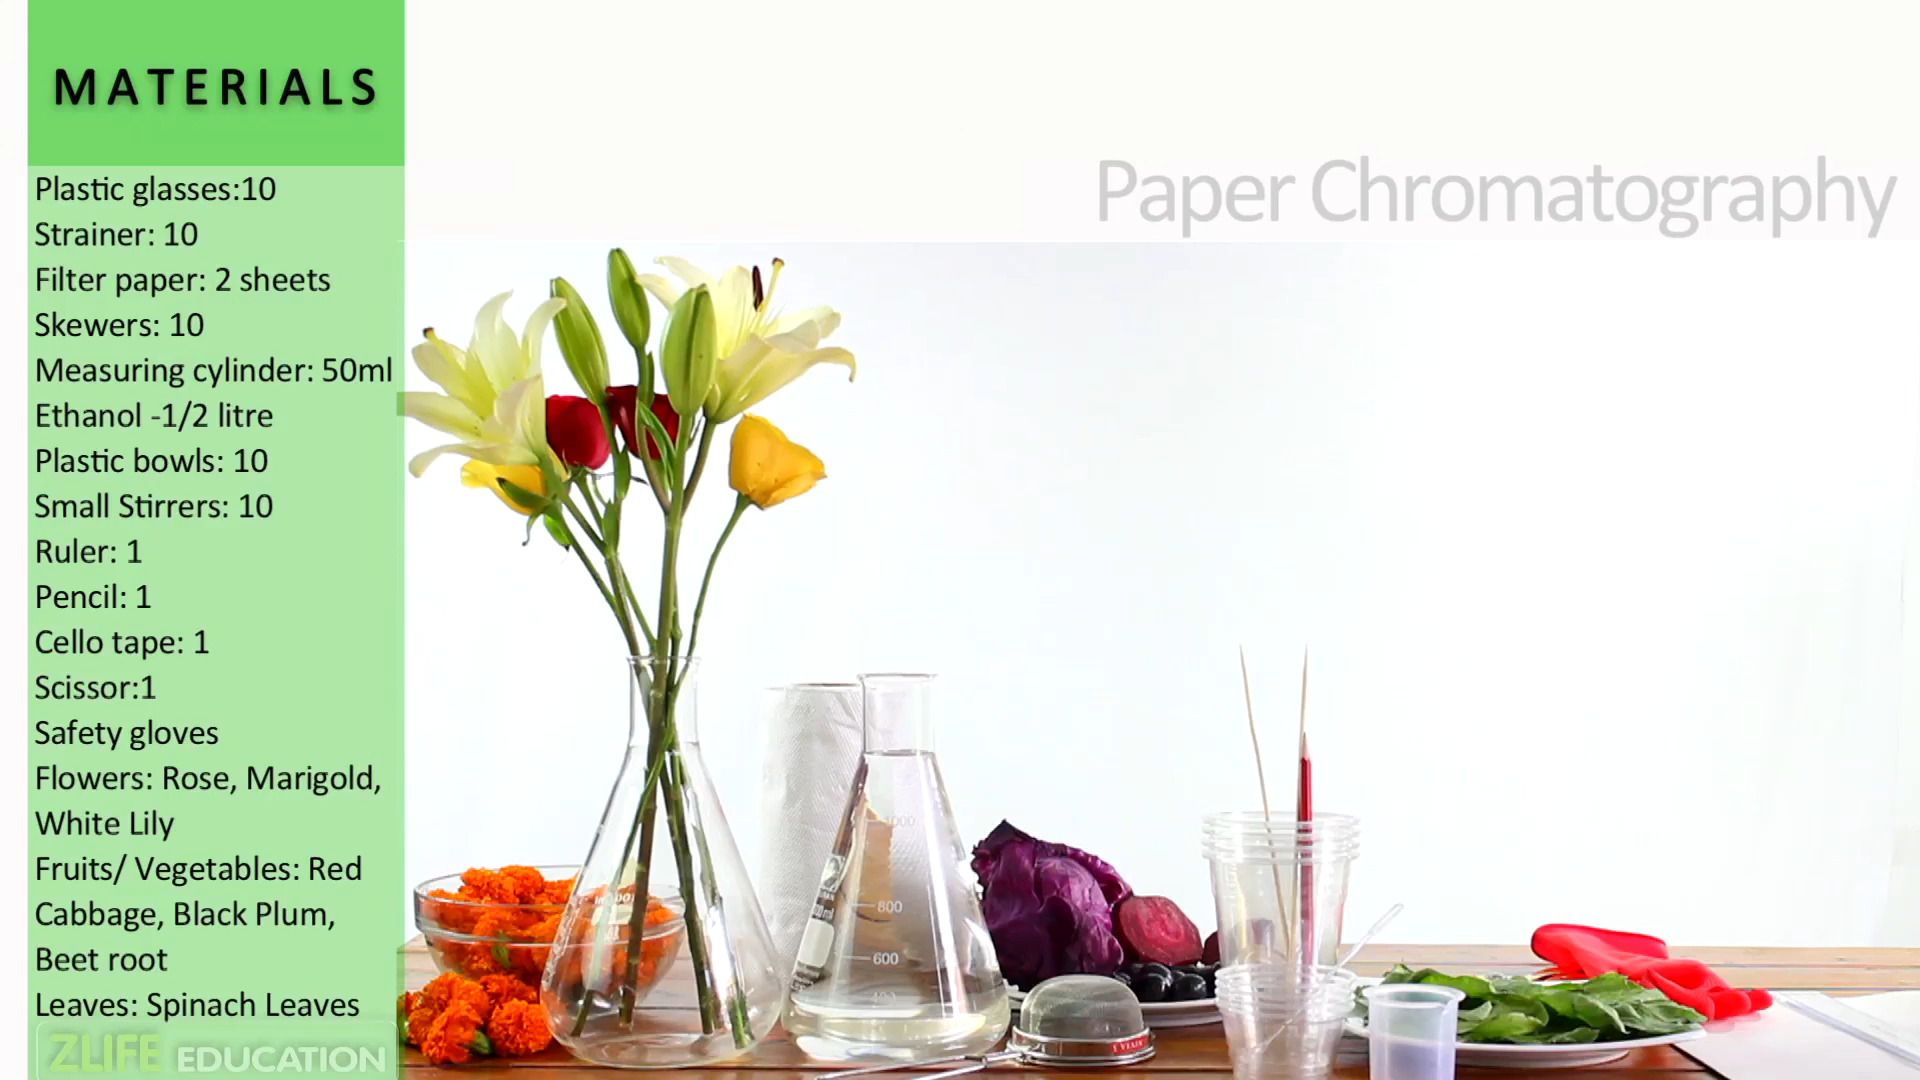 MATERIALS
Plastic glasses:10
Strainer: 10
Filter paper: 2 sheets
Skewers: 10
Measuring cylinder: 50ml
Ethanol -1/2 litre
Plastic bowls: 10
Small Stirrers: 10
Ruler: 1
Pencil: 1
Cello tape: 1
Scissor:1
Safety gloves
Flowers: Rose, Marigold,
White Lily
Fruits/ Vegetables: Red
Cabbage, Black Plum,
Beet root
Leaves: Spinach Leaves
ZLIFE EDUCATION
Paper Chromatography
1000
800
600
400